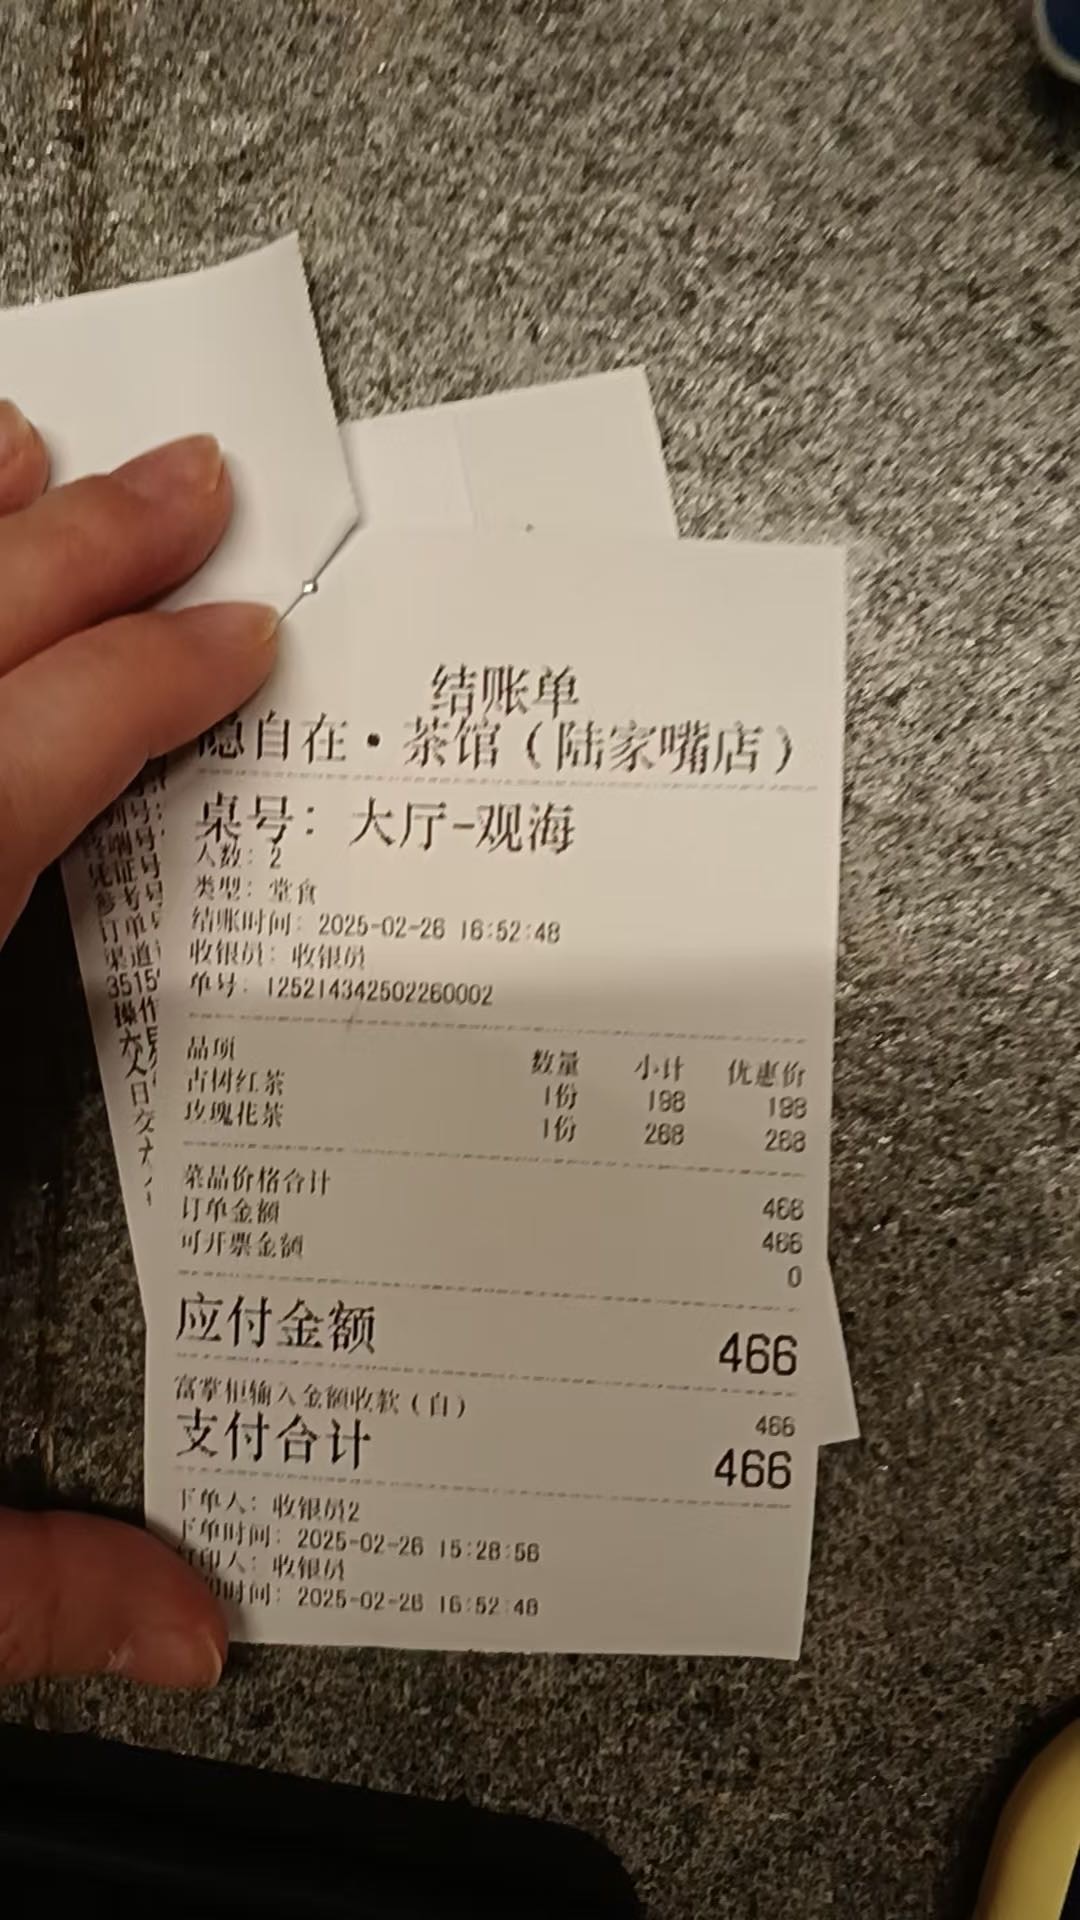 结账单
隐自在·茶馆（陆家嘴店）
桌号：大厅-观海
人数：2
类型：堂食
结账时间：2025-02-26 16:52:48
收银员：收银员
单号：125214342502260002
品项 数量 小计 优惠价
古树红茶 1份 198 198
玫瑰花茶 1份 268 268
菜品价格合计 466
订单金额 466
可开票金额 0
应付金额 466
富掌柜输入金额收款（自） 466
支付合计 466
下单人：收银员2
下单时间：2025-02-26 15:28:56
打印人：收银员
时间：2025-02-26 16:52:48